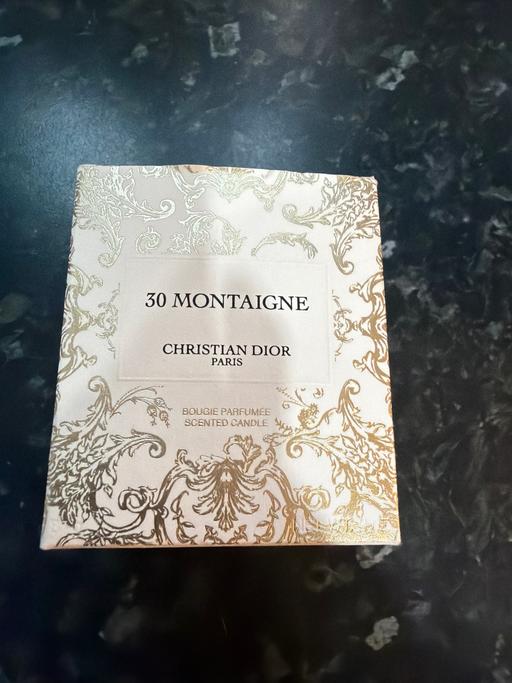 30 MONTAIGNE
CHRISTIAN DIOR
PARIS
BOUGIE PARFUMÉE
SCENTED CANDLE